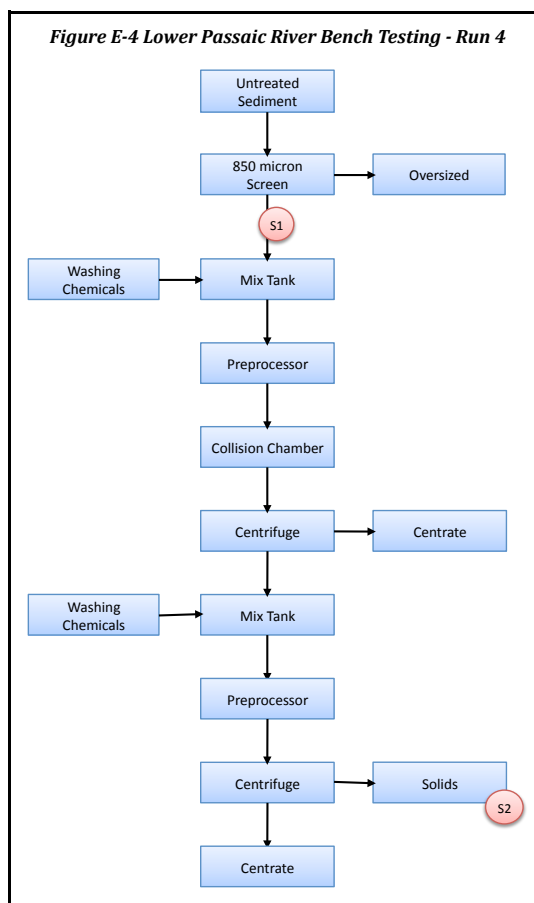 Figure E-4 Lower Passaic River Bench Testing - Run 4
Untreated
Sediment
850 micron
Screen
Oversized
S1
Washing
Chemicals
Mix Tank
Preprocessor
Collision Chamber
Centrifuge
Centrate
Washing
Chemicals
Mix Tank
Preprocessor
Centrifuge
Solids
S2
Centrate